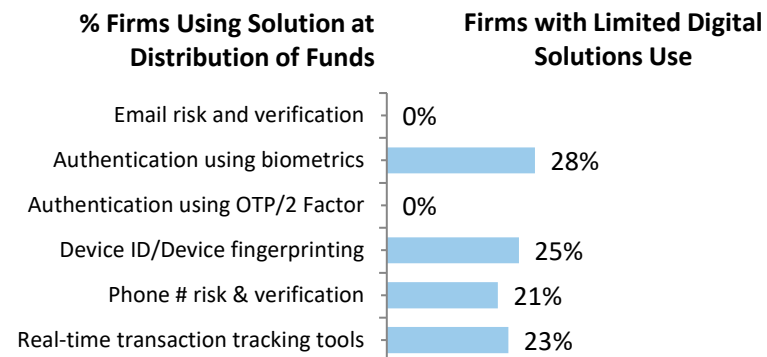 % Firms Using Solution at
Distribution of Funds
Firms with Limited Digital
Solutions Use
Email risk and verification 0%
Authentication using biometrics 28%
Authentication using OTP/2 Factor 0%
Device ID/Device fingerprinting 25%
Phone # risk & verification 21%
Real-time transaction tracking tools 23%